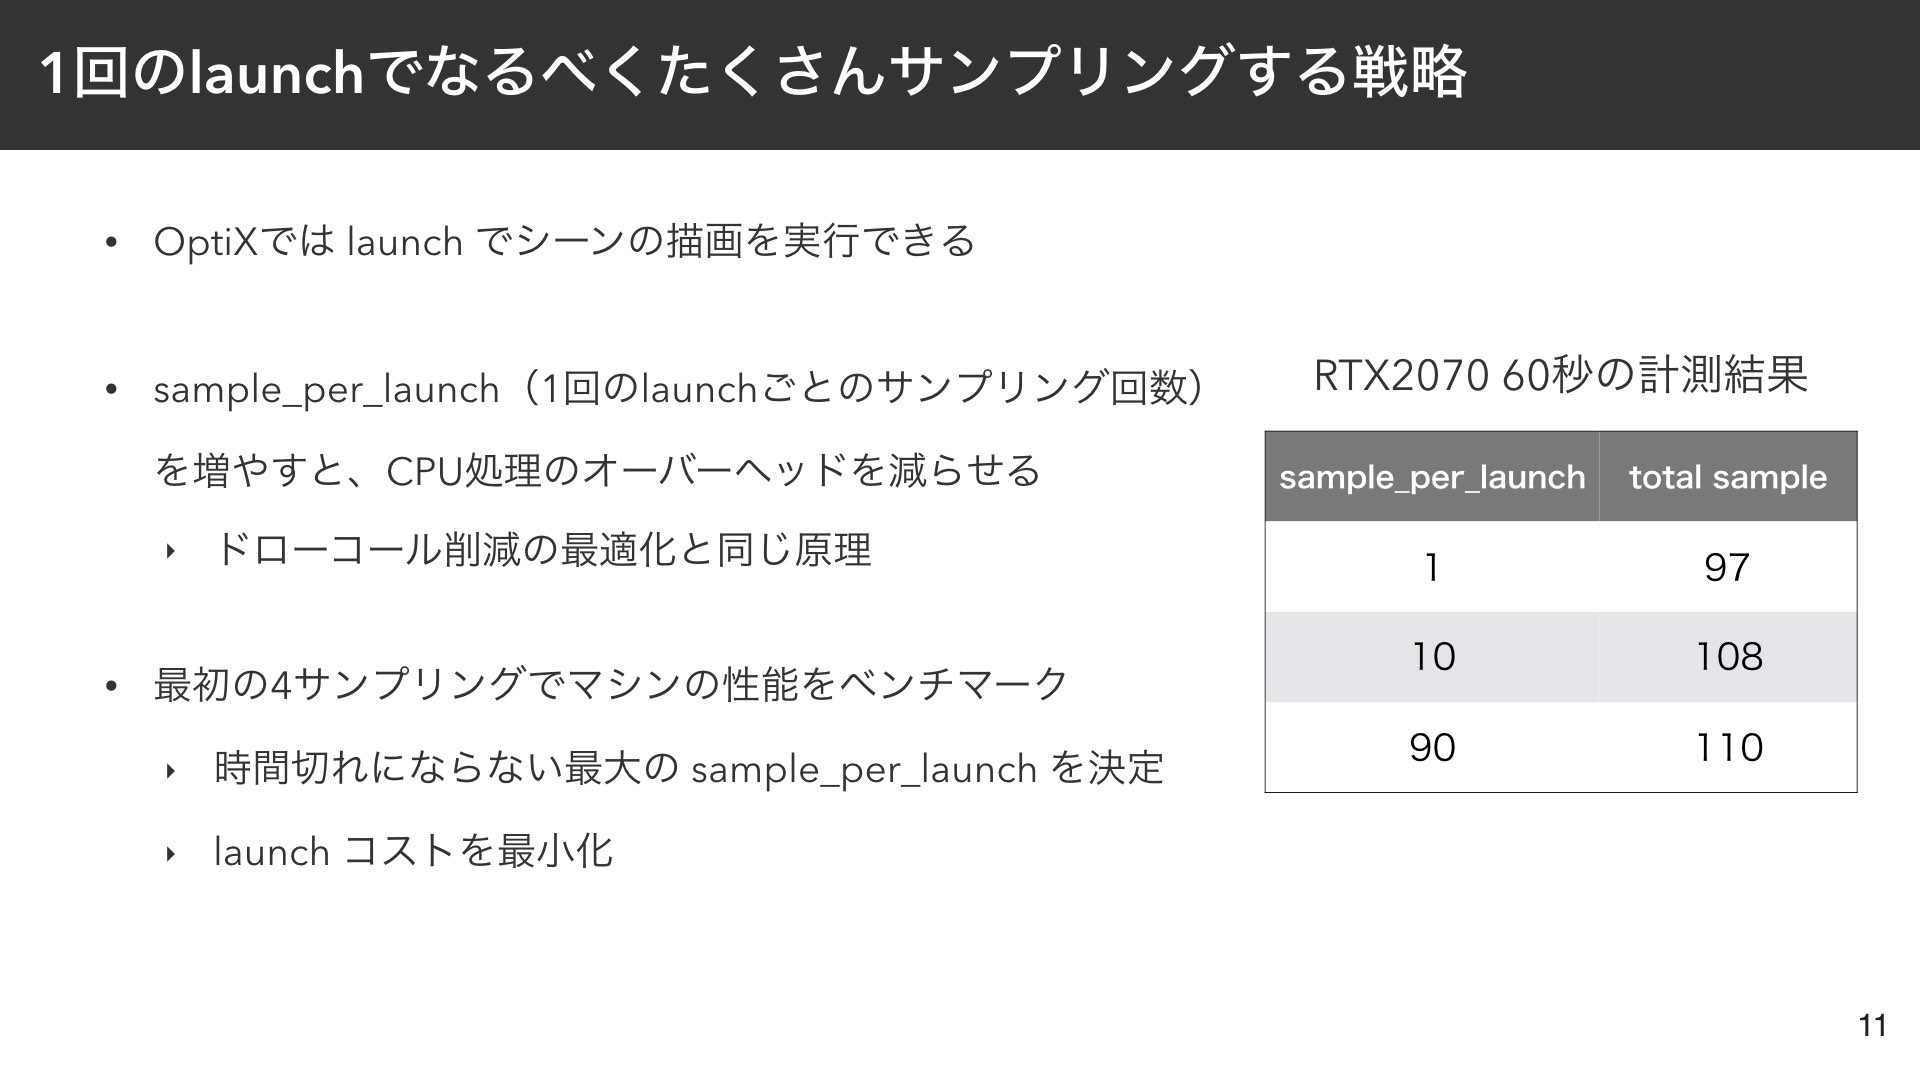 1回のlaunchでなるべくたくさんサンプリングする戦略
• OptiXでは launch でシーンの描画を実行できる
• sample_per_launch（1回のlaunchごとのサンプリング回数）
を増やすと、CPU処理のオーバーヘッドを減らせる
‣ ドローコール削減の最適化と同じ原理
• 最初の4サンプリングでマシンの性能をベンチマーク
‣ 時間切れにならない最大の sample_per_launch を決定
‣ launch コストを最小化
RTX2070 60秒の計測結果
sample_per_launch total sample
1 97
10 108
90 110
11